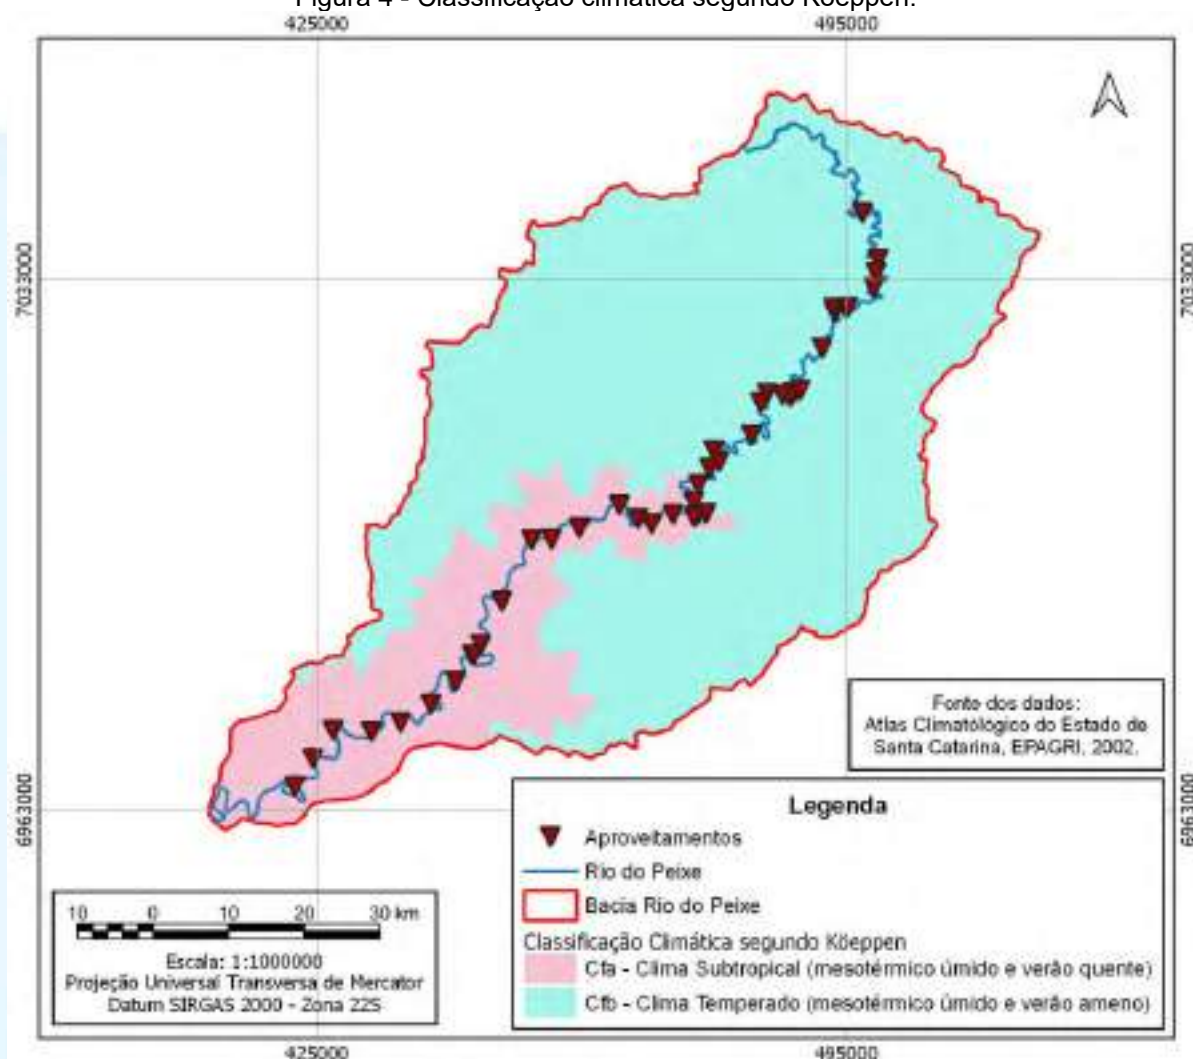 Figura 4 - Classificação climática segundo Köeppen.
425000
495000
7033000
7033000
6963000
6963000
Fonte dos dados:
Atlas Climatológico do Estado de
Santa Catarina, EPAGRI, 2002.
Legenda
Aproveitamentos
Rio do Peixe
Bacia Rio do Peixe
Classificação Climática segundo Köeppen
Cfa - Clima Subtropical (mesotérmico úmido e verão quente)
Cfb - Clima Temperado (mesotérmico úmido e verão ameno)
10 0 10 20 30 km
Escala: 1:1000000
Projeção Universal Transversa de Mercator
Datum SIRGAS 2000 - Zona 22S
425000
495000